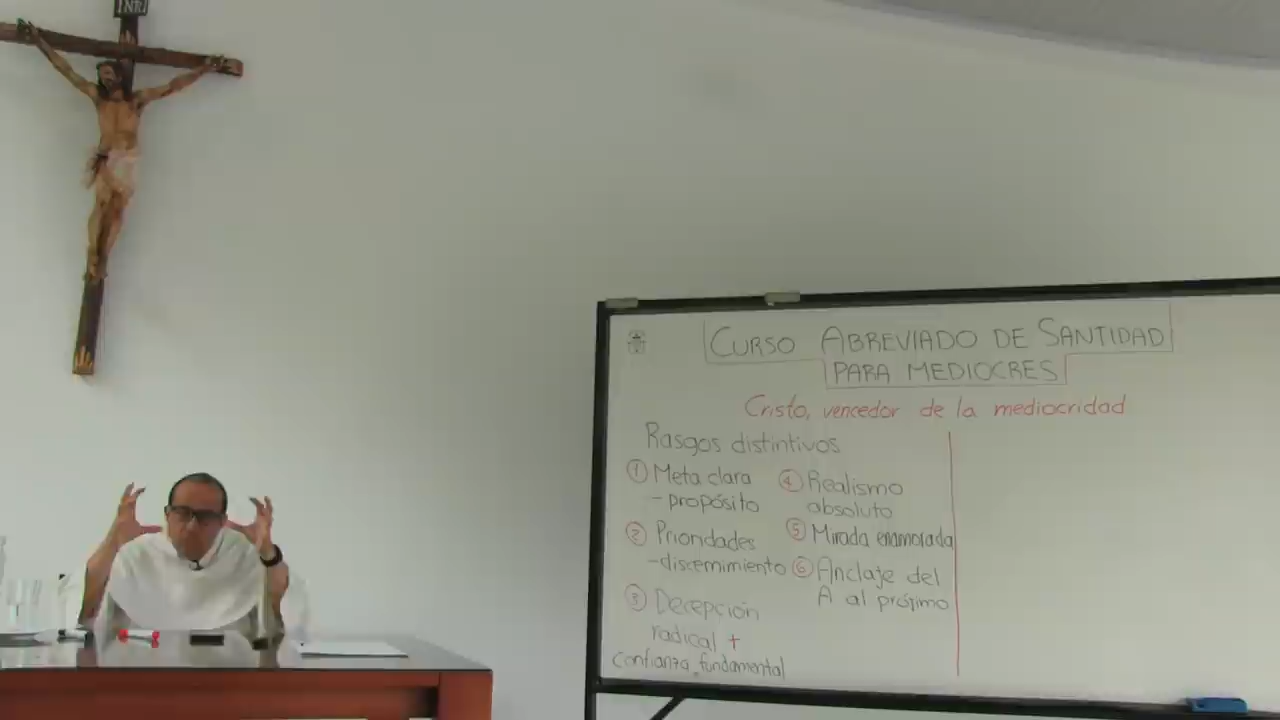 INRI
CURSO ABREVIADO DE SANTIDAD
PARA MEDIOCRES
Cristo, vencedor de la mediocridad
Rasgos distintivos
① Meta clara
- propósito
② Prioridades
- discernimiento
③ Decepción
radical +
confianza fundamental
④ Realismo
absoluto
⑤ Mirada enamorada
⑥ Anclaje del
A al prójimo